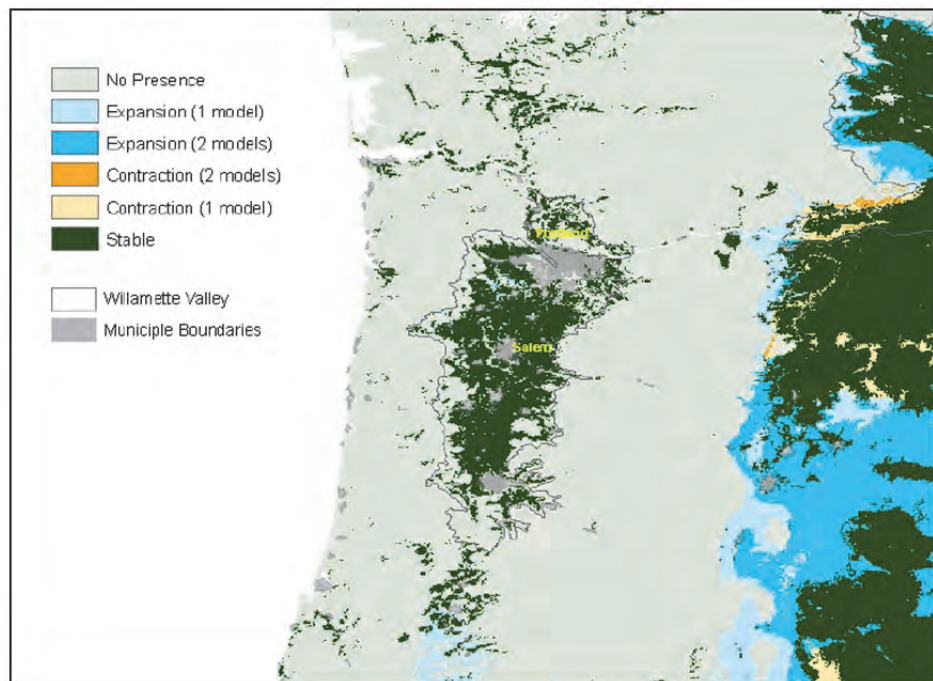 No Presence
Expansion (1 model)
Expansion (2 models)
Contraction (2 models)
Contraction (1 model)
Stable
Willamette Valley
Municiple Boundaries
Portland
Salem